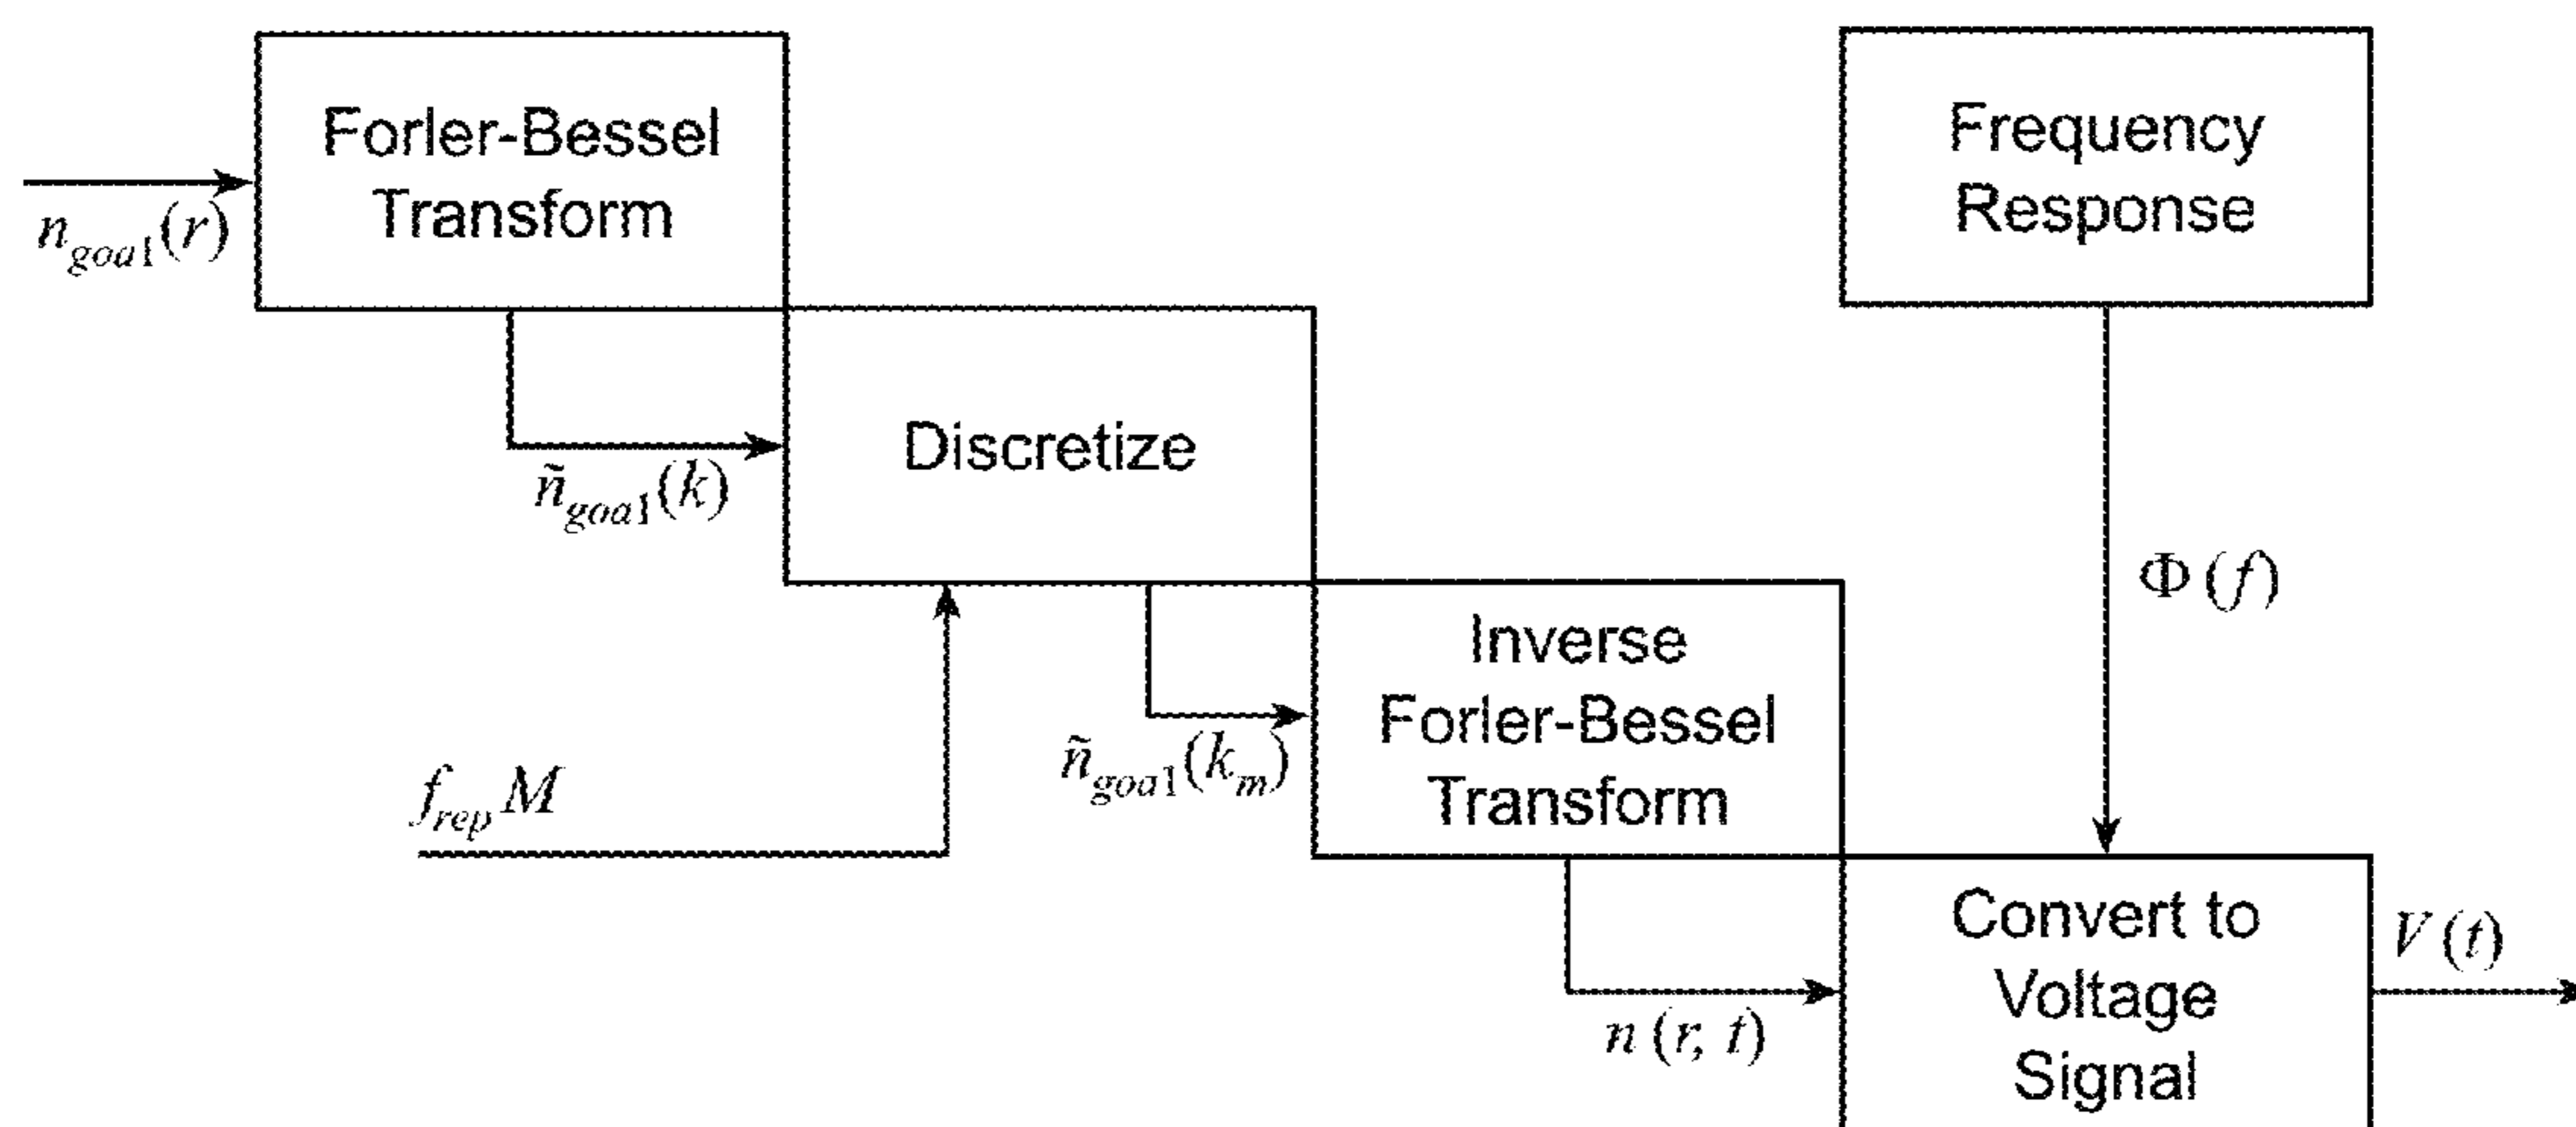 Forler-Bessel
Transform
n_goal(r)
Frequency
Response
Discretize
ñ_goal(k)
Φ(f)
Inverse
Forler-Bessel
Transform
ñ_goal(k_m)
f_rep M
Convert to
Voltage
Signal
V(t)
n(r, t)